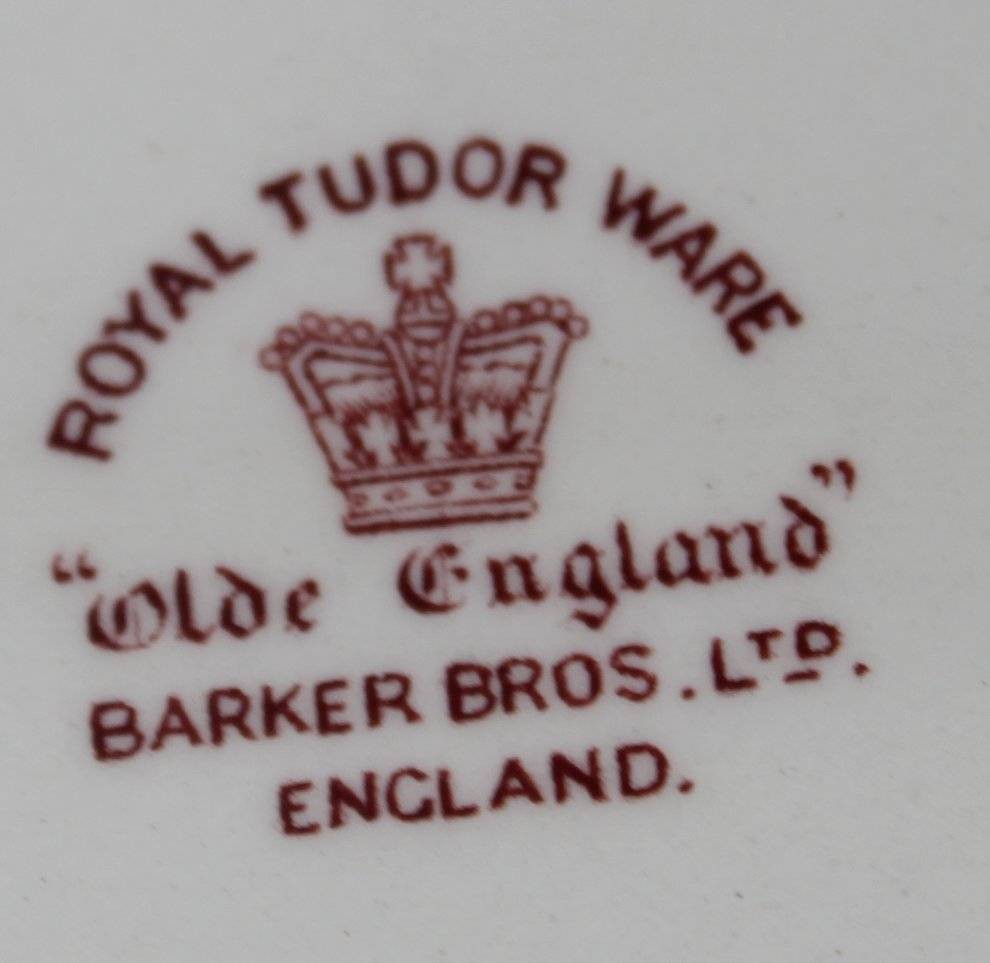 ROYAL TUDOR WARE
“Olde England”
BARKER BROS. LTD.
ENGLAND.